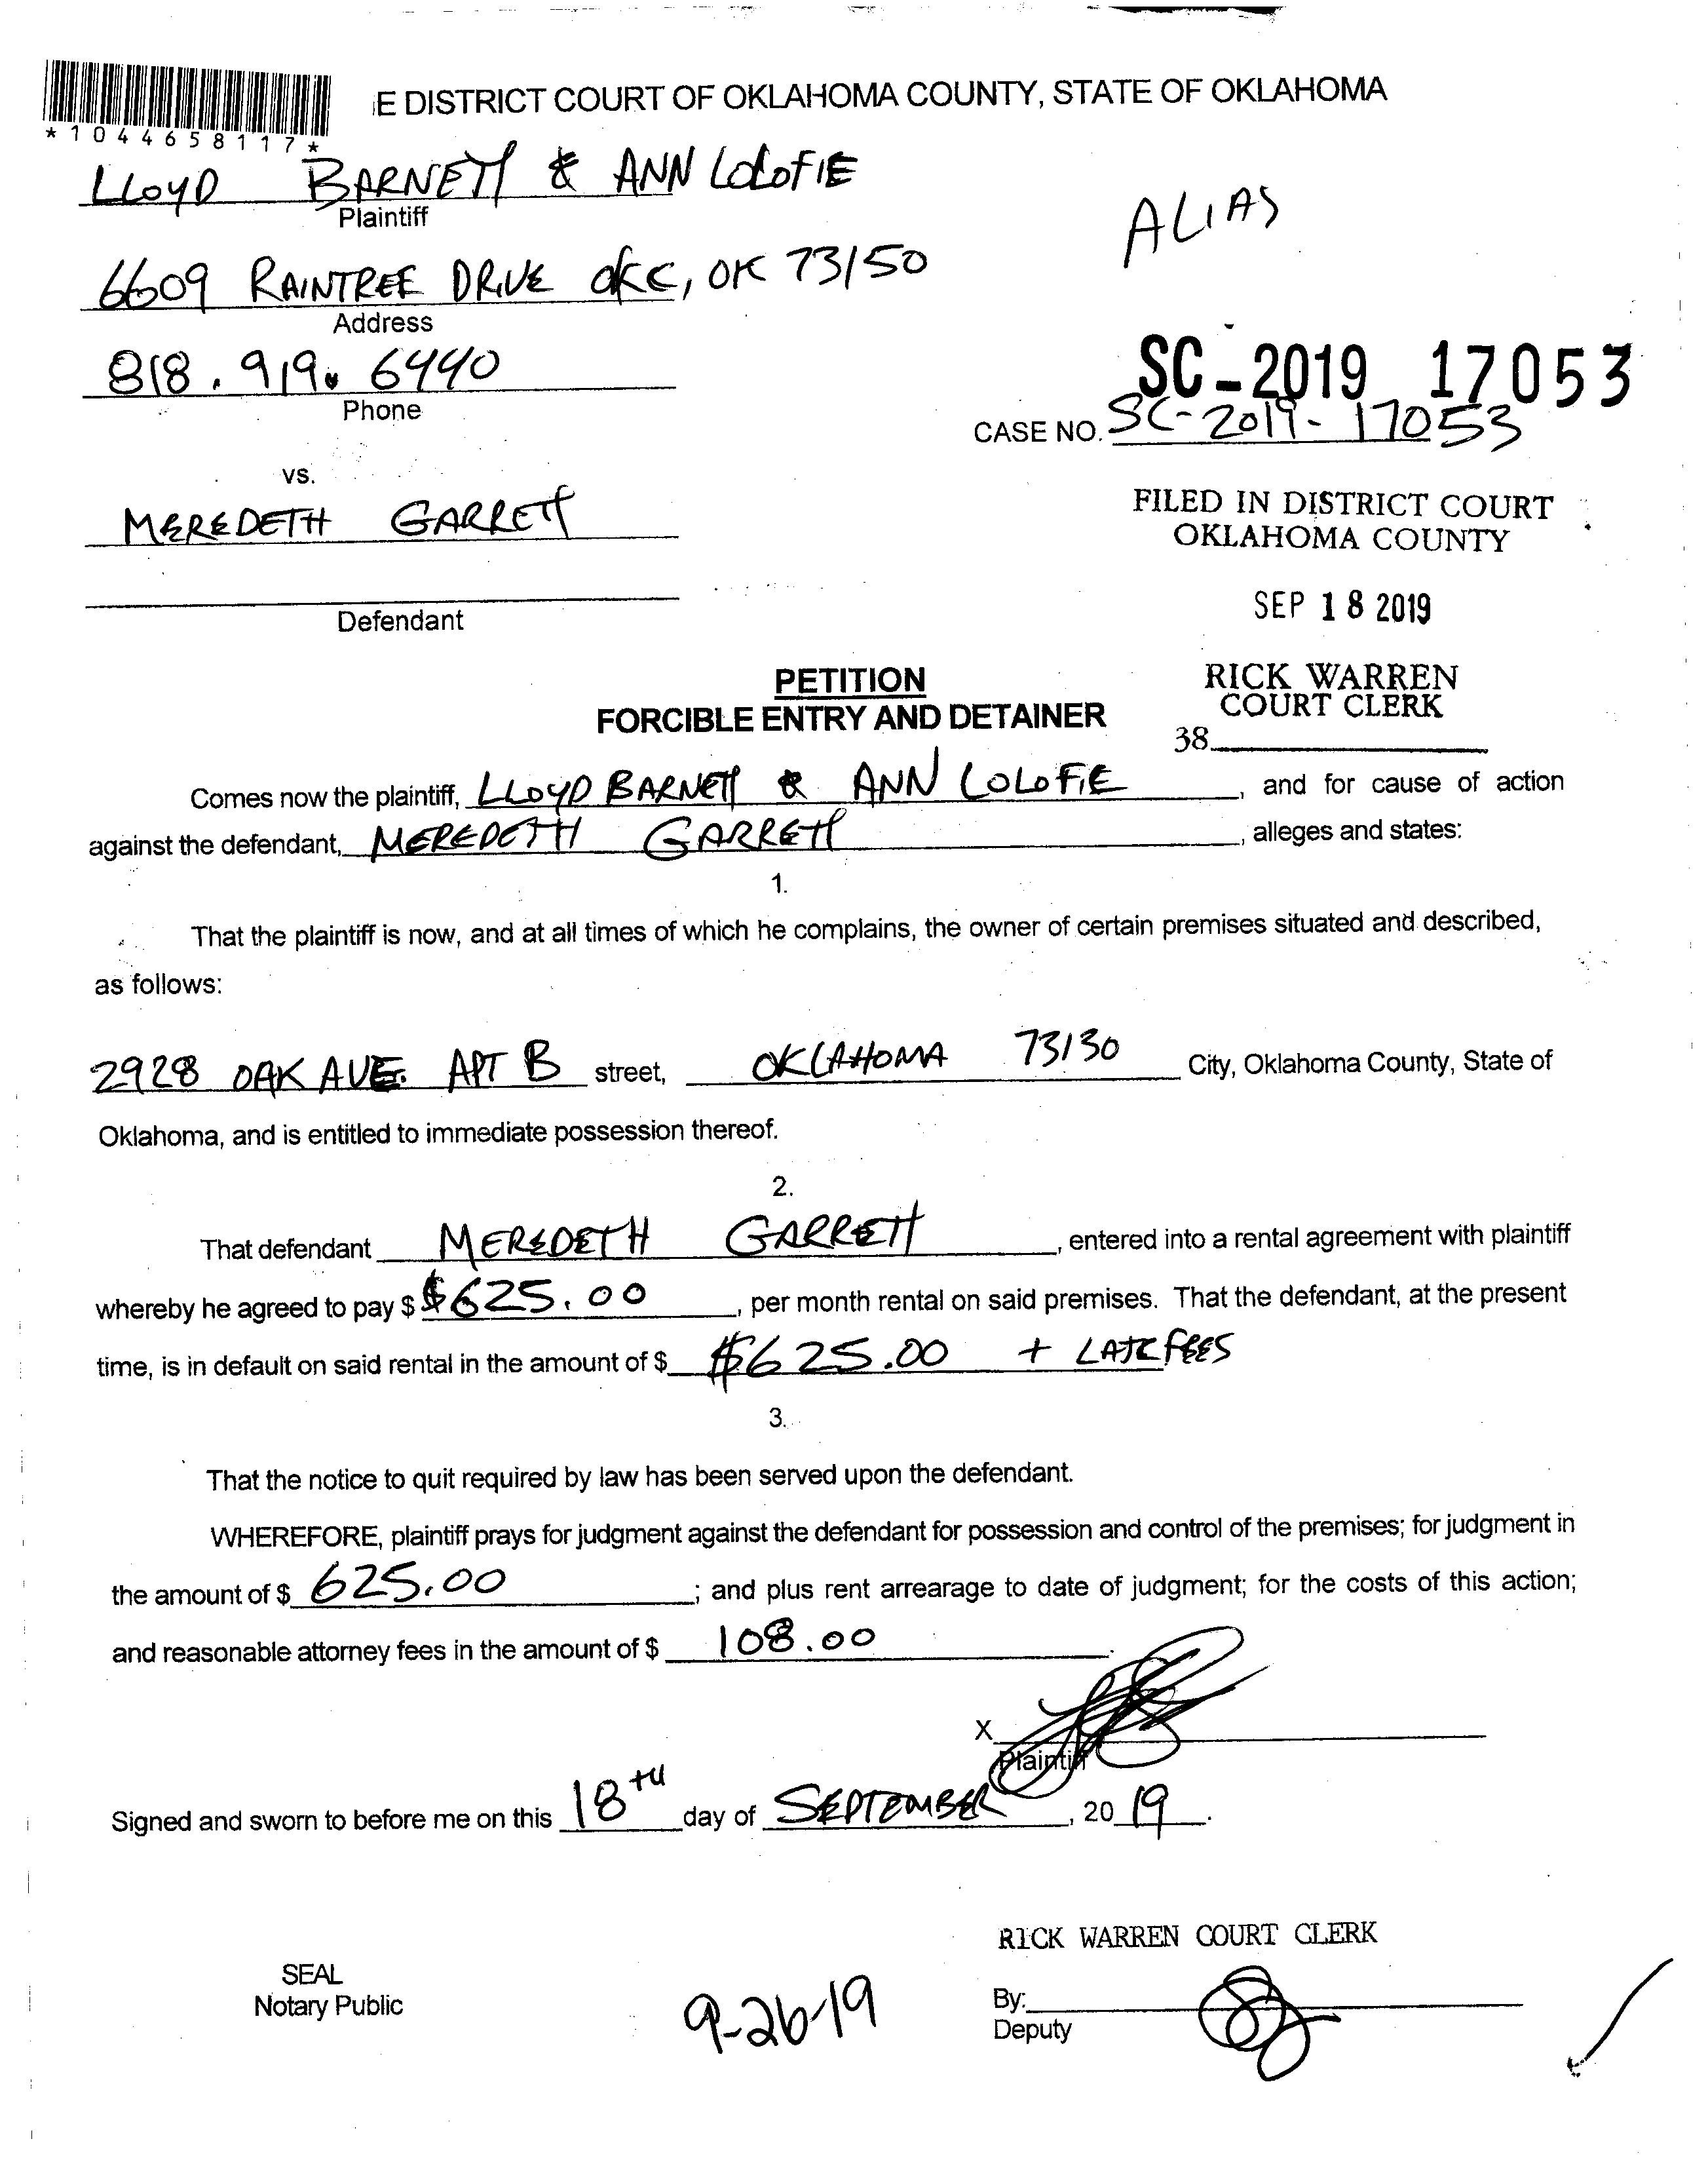 E DISTRICT COURT OF OKLAHOMA COUNTY, STATE OF OKLAHOMA
*1044658117*
LLOYD BARNETT & ANN LOLOFIE
Plaintiff
ALIAS
6609 RAINTREE DRIVE OKC, OK 73150
Address
818.919.6440
Phone
SC-2019 17053
CASE NO. SC-2019-17053
vs.
MEREDETH GARRETT
Defendant
FILED IN DISTRICT COURT
OKLAHOMA COUNTY
SEP 18 2019
RICK WARREN
COURT CLERK
38
PETITION
FORCIBLE ENTRY AND DETAINER
Comes now the plaintiff, LLOYD BARNETT & ANN LOLOFIE, and for cause of action
against the defendant, MEREDETH GARRETT, alleges and states:
1.
That the plaintiff is now, and at all times of which he complains, the owner of certain premises situated and described,
as follows:
2928 OAK AVE. APT B street, OKLAHOMA 73130 City, Oklahoma County, State of
Oklahoma, and is entitled to immediate possession thereof.
2.
That defendant MEREDETH GARRETT, entered into a rental agreement with plaintiff
whereby he agreed to pay $ $625.00, per month rental on said premises. That the defendant, at the present
time, is in default on said rental in the amount of $ $625.00 + LATE FEES
3.
That the notice to quit required by law has been served upon the defendant.
WHEREFORE, plaintiff prays for judgment against the defendant for possession and control of the premises; for judgment in
the amount of $ 625.00; and plus rent arrearage to date of judgment; for the costs of this action;
and reasonable attorney fees in the amount of $ 108.00.
X
Plaintiff
Signed and sworn to before me on this 18TH day of SEPTEMBER, 2019.
RICK WARREN COURT CLERK
SEAL
Notary Public
9-26-19
By:
Deputy